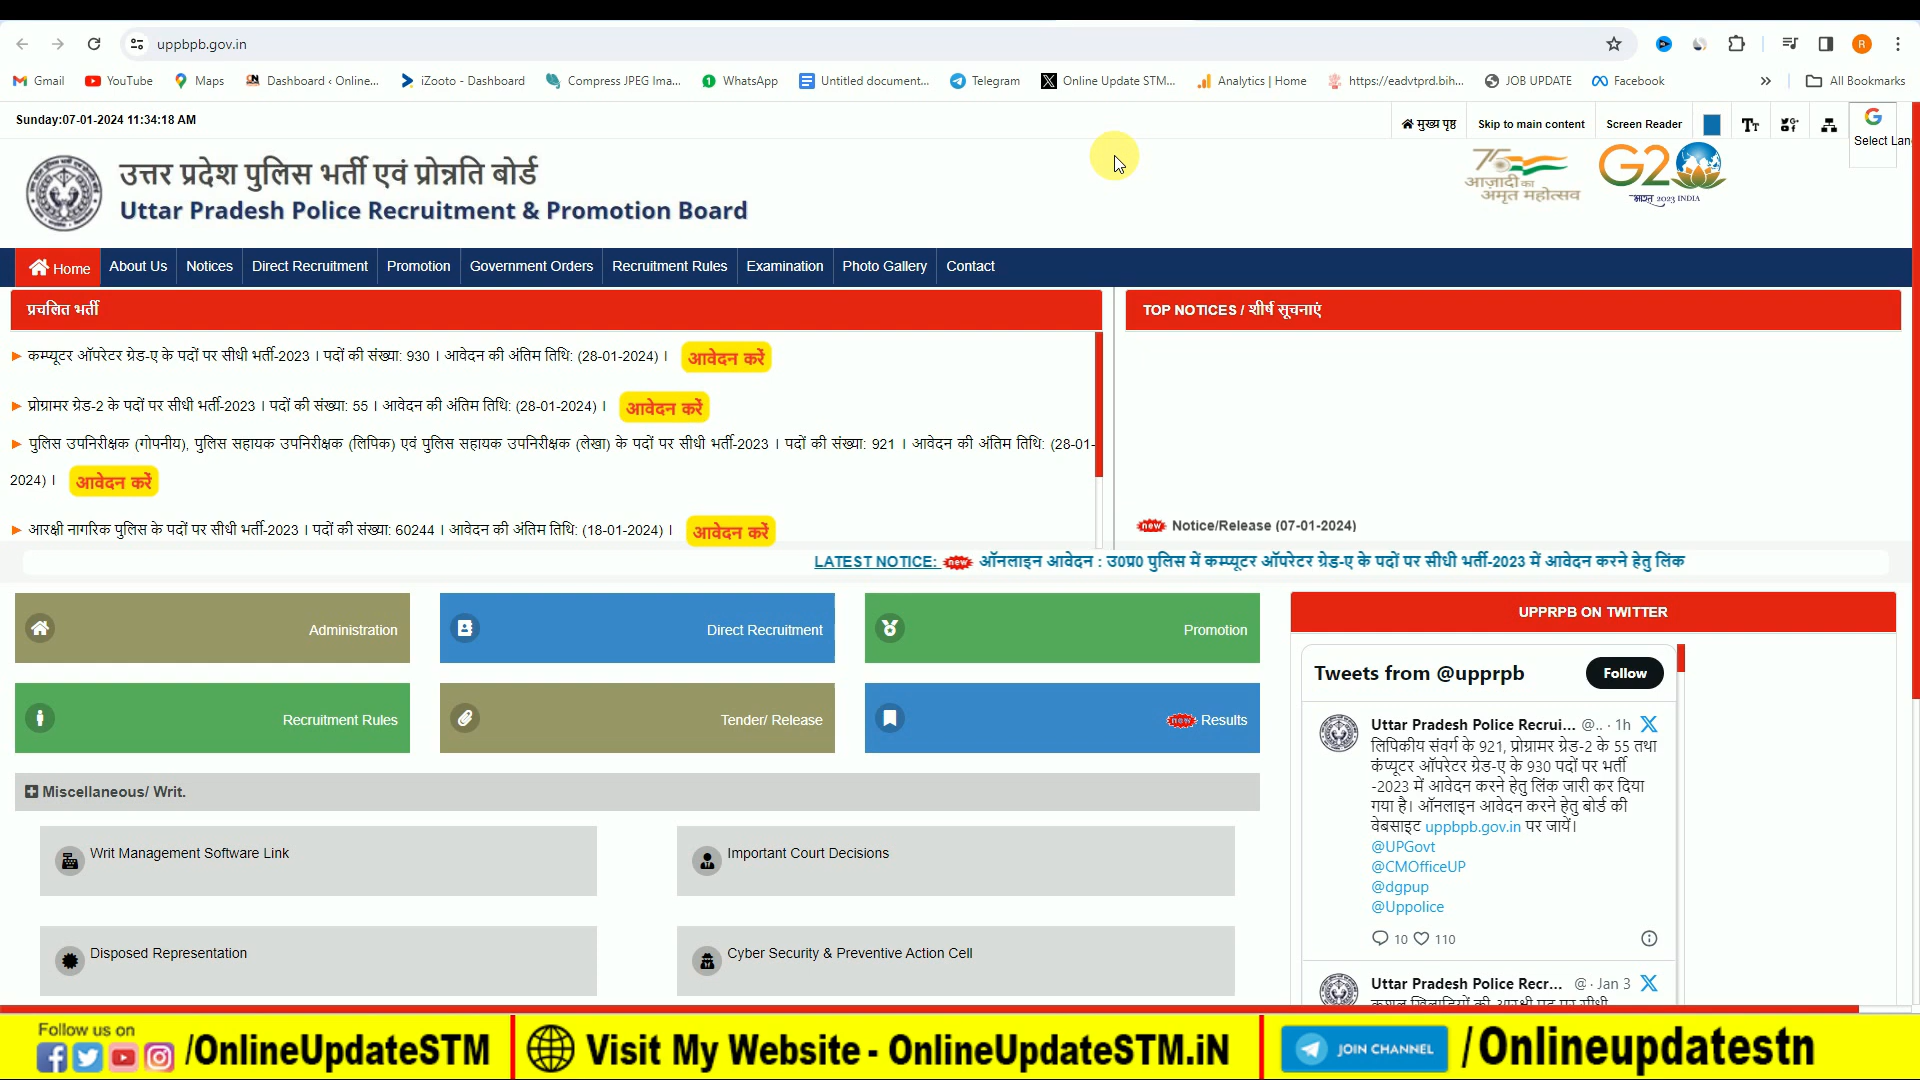 uppbpb.gov.in
R
Gmail
YouTube
Maps
Dashboard ‹ Online...
iZooto - Dashboard
Compress JPEG Ima...
WhatsApp
Untitled document...
Telegram
Online Update STM...
Analytics | Home
https://eadvtprd.bih...
JOB UPDATE
Facebook
»
All Bookmarks
Sunday:07-01-2024 11:34:18 AM
मुख्य पृष्ठ
Skip to main content
Screen Reader
Select Lan
उत्तर प्रदेश पुलिस भर्ती एवं प्रोन्नति बोर्ड
Uttar Pradesh Police Recruitment & Promotion Board
75
आज़ादी का
अमृत महोत्सव
G20
भारत 2023 INDIA
Home
About Us
Notices
Direct Recruitment
Promotion
Government Orders
Recruitment Rules
Examination
Photo Gallery
Contact
प्रचलित भर्ती
कम्प्यूटर ऑपरेटर ग्रेड-ए के पदों पर सीधी भर्ती-2023 । पदों की संख्या: 930 । आवेदन की अंतिम तिथि: (28-01-2024) । आवेदन करें
प्रोग्रामर ग्रेड-2 के पदों पर सीधी भर्ती-2023 । पदों की संख्या: 55 । आवेदन की अंतिम तिथि: (28-01-2024) । आवेदन करें
पुलिस उपनिरीक्षक (गोपनीय), पुलिस सहायक उपनिरीक्षक (लिपिक) एवं पुलिस सहायक उपनिरीक्षक (लेखा) के पदों पर सीधी भर्ती-2023 । पदों की संख्या: 921 । आवेदन की अंतिम तिथि: (28-01-
2024) । आवेदन करें
आरक्षी नागरिक पुलिस के पदों पर सीधी भर्ती-2023 । पदों की संख्या: 60244 । आवेदन की अंतिम तिथि: (18-01-2024) । आवेदन करें
TOP NOTICES / शीर्ष सूचनाएं
new Notice/Release (07-01-2024)
LATEST NOTICE: new ऑनलाइन आवेदन : उ0प्र0 पुलिस में कम्प्यूटर ऑपरेटर ग्रेड-ए के पदों पर सीधी भर्ती-2023 में आवेदन करने हेतु लिंक
Administration
Direct Recruitment
Promotion
Recruitment Rules
Tender/ Release
new Results
Miscellaneous/ Writ.
Writ Management Software Link
Important Court Decisions
Disposed Representation
Cyber Security & Preventive Action Cell
UPPRPB ON TWITTER
Tweets from @upprpb
Follow
Uttar Pradesh Police Recrui... @.. · 1h
लिपिकीय संवर्ग के 921, प्रोग्रामर ग्रेड-2 के 55 तथा
कंप्यूटर ऑपरेटर ग्रेड-ए के 930 पदों पर भर्ती
-2023 में आवेदन करने हेतु लिंक जारी कर दिया
गया है। ऑनलाइन आवेदन करने हेतु बोर्ड की
वेबसाइट uppbpb.gov.in पर जायें।
@UPGovt
@CMOfficeUP
@dgpup
@Uppolice
10 110
Uttar Pradesh Police Recr... @ · Jan 3
कुशल खिलाड़ियों की आरक्षी पद पर सीधी
Follow us on
/OnlineUpdateSTM
Visit My Website - OnlineUpdateSTM.iN
JOIN CHANNEL
/Onlineupdatestn